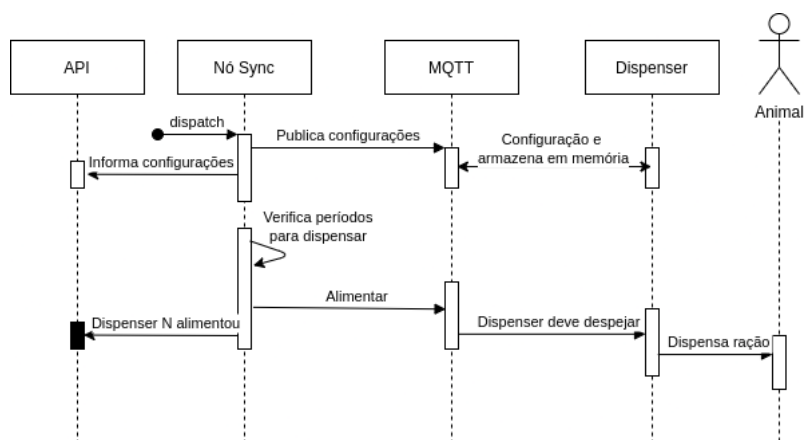 API
Nó Sync
MQTT
Dispenser
Animal
dispatch
Publica configurações
Configuração e
armazena em memória
Informa configurações
Verifica períodos
para dispensar
Alimentar
Dispenser N alimentou
Dispenser deve despejar
Dispensa ração